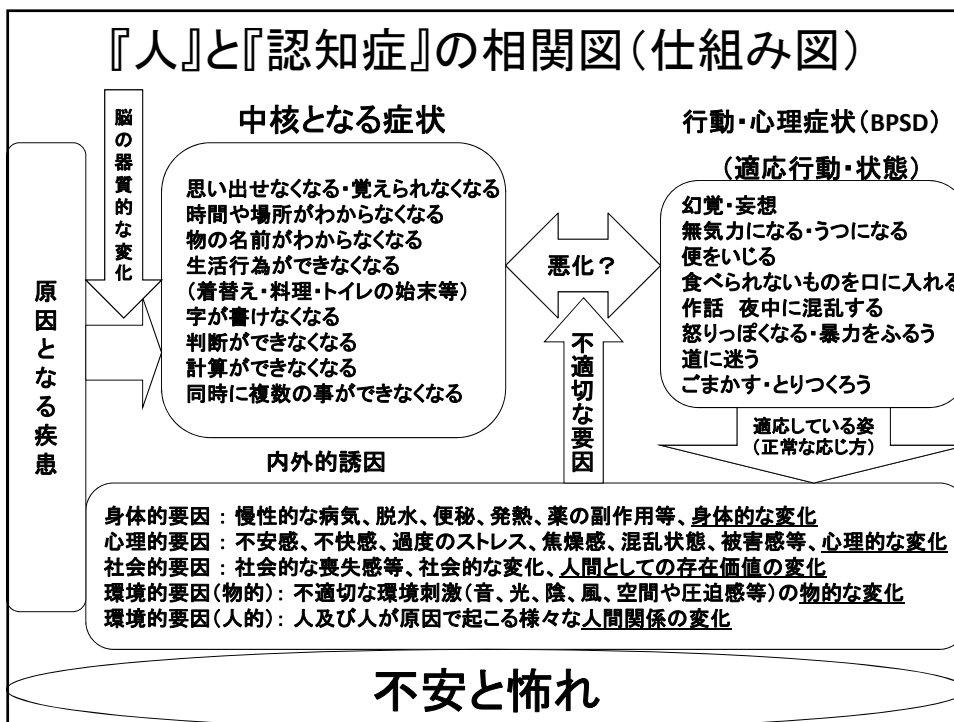 『人』と『認知症』の相関図(仕組み図)
脳の器質的な変化
中核となる症状
行動・心理症状(BPSD)
(適応行動・状態)
原因となる疾患
思い出せなくなる・覚えられなくなる
時間や場所がわからなくなる
物の名前がわからなくなる
生活行為ができなくなる
(着替え・料理・トイレの始末等)
字が書けなくなる
判断ができなくなる
計算ができなくなる
同時に複数の事ができなくなる
悪化?
不適切な要因
幻覚・妄想
無気力になる・うつになる
便をいじる
食べられないものを口に入れる
作話 夜中に混乱する
怒りっぽくなる・暴力をふるう
道に迷う
ごまかす・とりつくろう
適応している姿
(正常な応じ方)
内外的誘因
身体的要因 : 慢性的な病気、脱水、便秘、発熱、薬の副作用等、身体的な変化
心理的要因 : 不安感、不快感、過度のストレス、焦燥感、混乱状態、被害感等、心理的な変化
社会的要因 : 社会的な喪失感等、社会的な変化、人間としての存在価値の変化
環境的要因(物的) : 不適切な環境刺激(音、光、陰、風、空間や圧迫感等)の物的な変化
環境的要因(人的) : 人及び人が原因で起こる様々な人間関係の変化
不安と怖れ